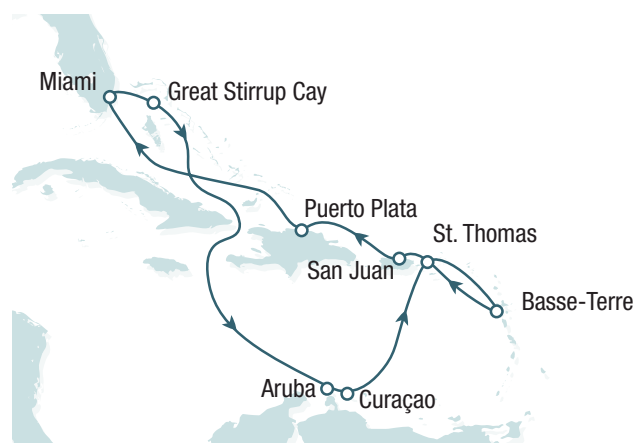 Miami
Great Stirrup Cay
Puerto Plata
St. Thomas
San Juan
Basse-Terre
Aruba
Curaçao